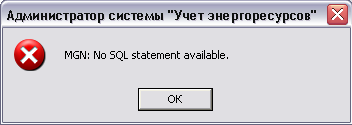 Администратор системы "Учет энергоресурсов"
MGN: No SQL statement available.
OK